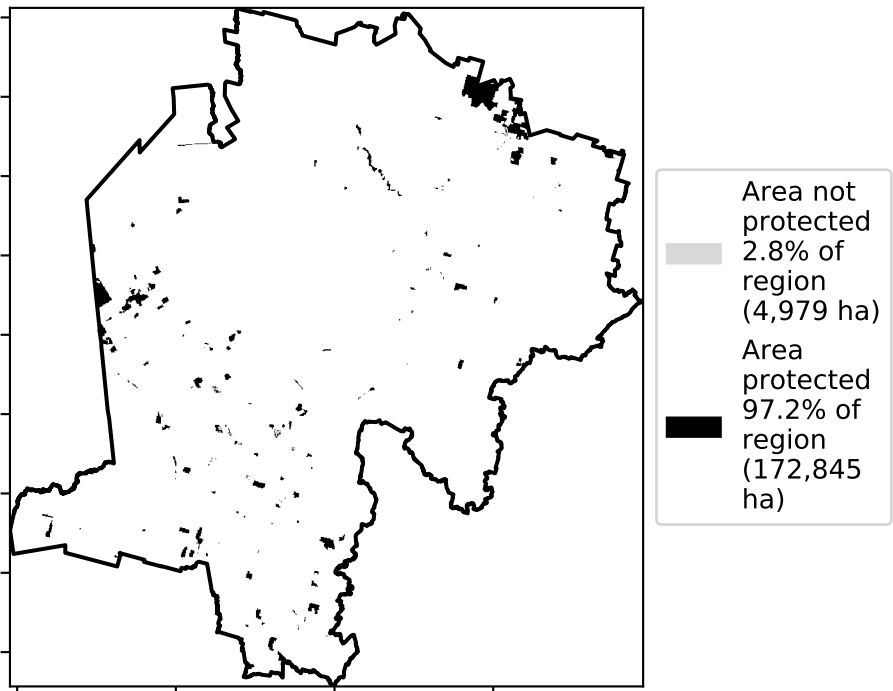 Area not
protected
2.8% of
region
(4,979 ha)
Area
protected
97.2% of
region
(172,845
ha)